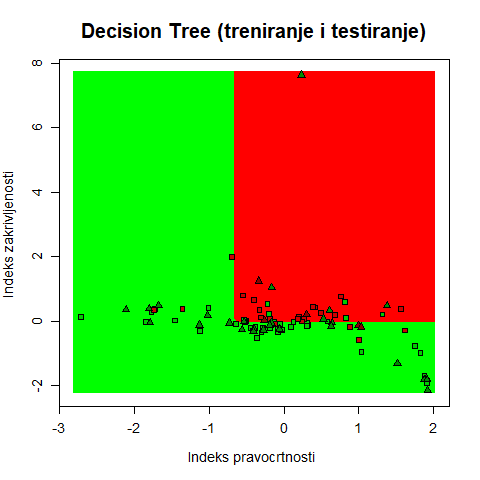 Decision Tree (treniranje i testiranje)
Indeks zakrivljenosti
8
6
4
2
0
-2
-3 -2 -1 0 1 2
Indeks pravocrtnosti